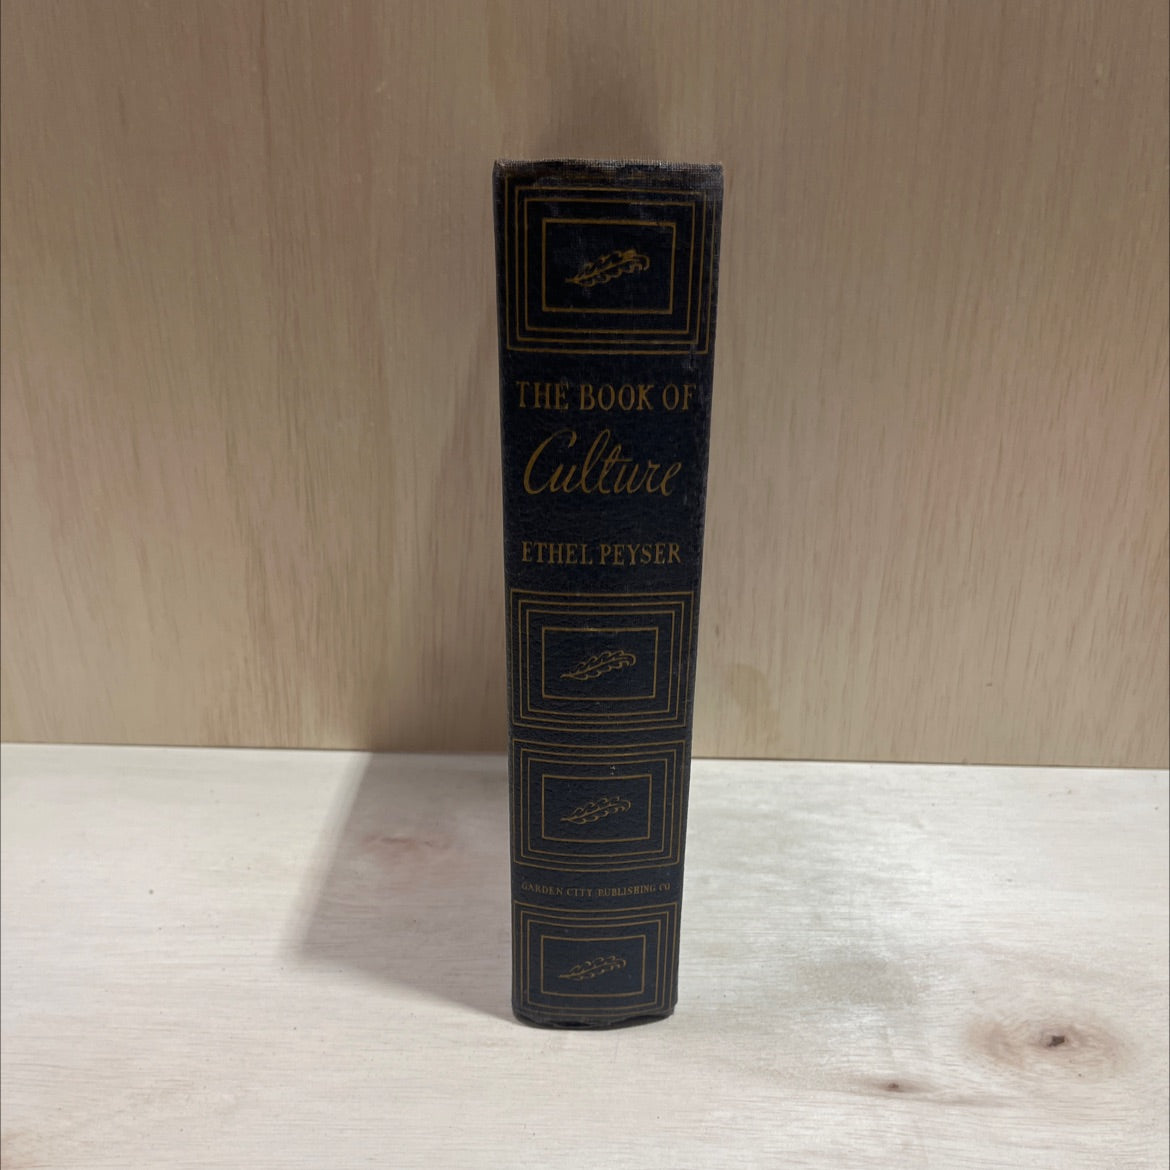 THE BOOK OF
Culture
ETHEL PEYSER
GARDEN CITY PUBLISHING CO